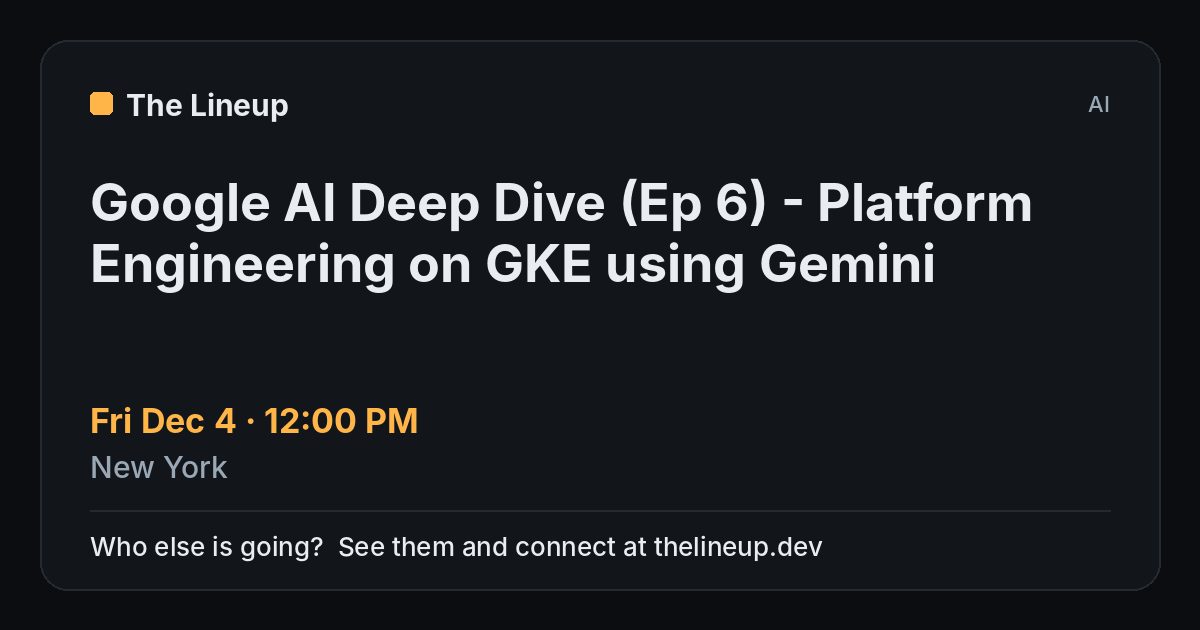 The Lineup
AI
Google AI Deep Dive (Ep 6) - Platform
Engineering on GKE using Gemini
Fri Dec 4 · 12:00 PM
New York
Who else is going? See them and connect at thelineup.dev